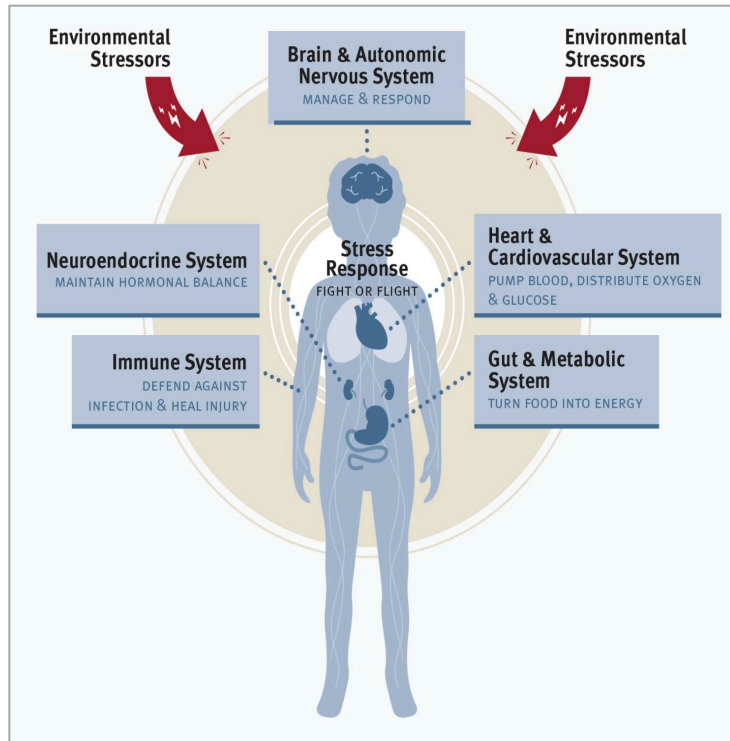 Environmental
Stressors
Brain & Autonomic
Nervous System
MANAGE & RESPOND
Environmental
Stressors
Neuroendocrine System
MAINTAIN HORMONAL BALANCE
Stress
Response
FIGHT OR FLIGHT
Heart &
Cardiovascular System
PUMP BLOOD, DISTRIBUTE OXYGEN
& GLUCOSE
Immune System
DEFEND AGAINST
INFECTION & HEAL INJURY
Gut & Metabolic
System
TURN FOOD INTO ENERGY